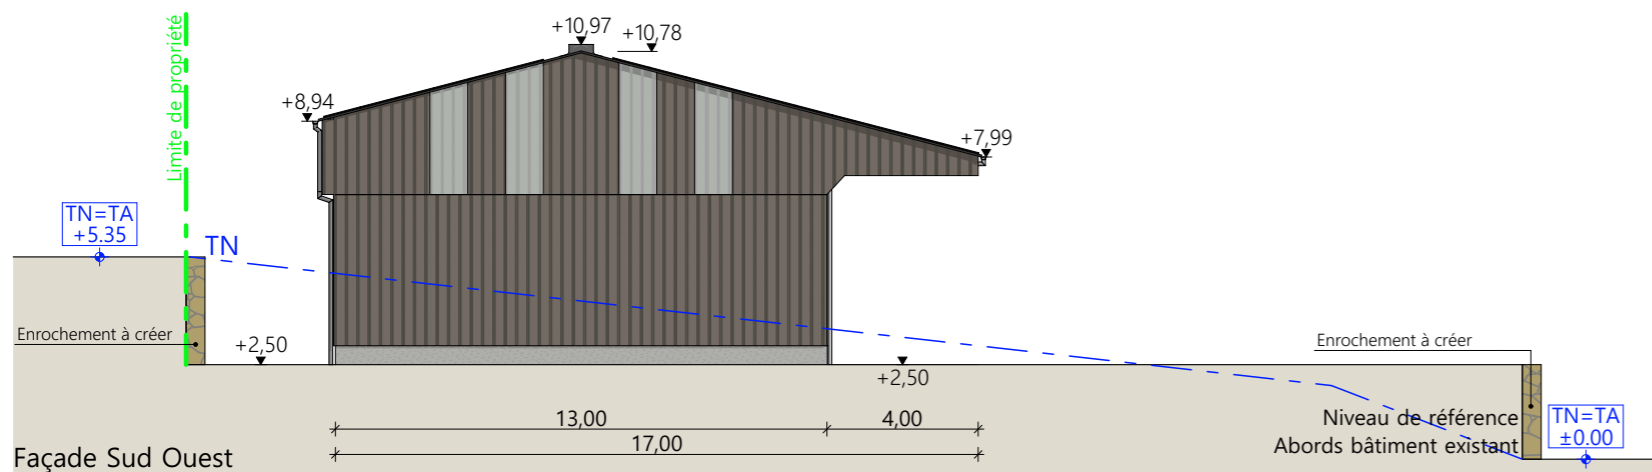 Limite de propriété
+10,97
+10,78
+8,94
+7,99
TN=TA
+5.35
TN
Enrochement à créer
+2,50
+2,50
Enrochement à créer
13,00
4,00
17,00
Niveau de référence
Abords bâtiment existant
TN=TA
±0.00
Façade Sud Ouest